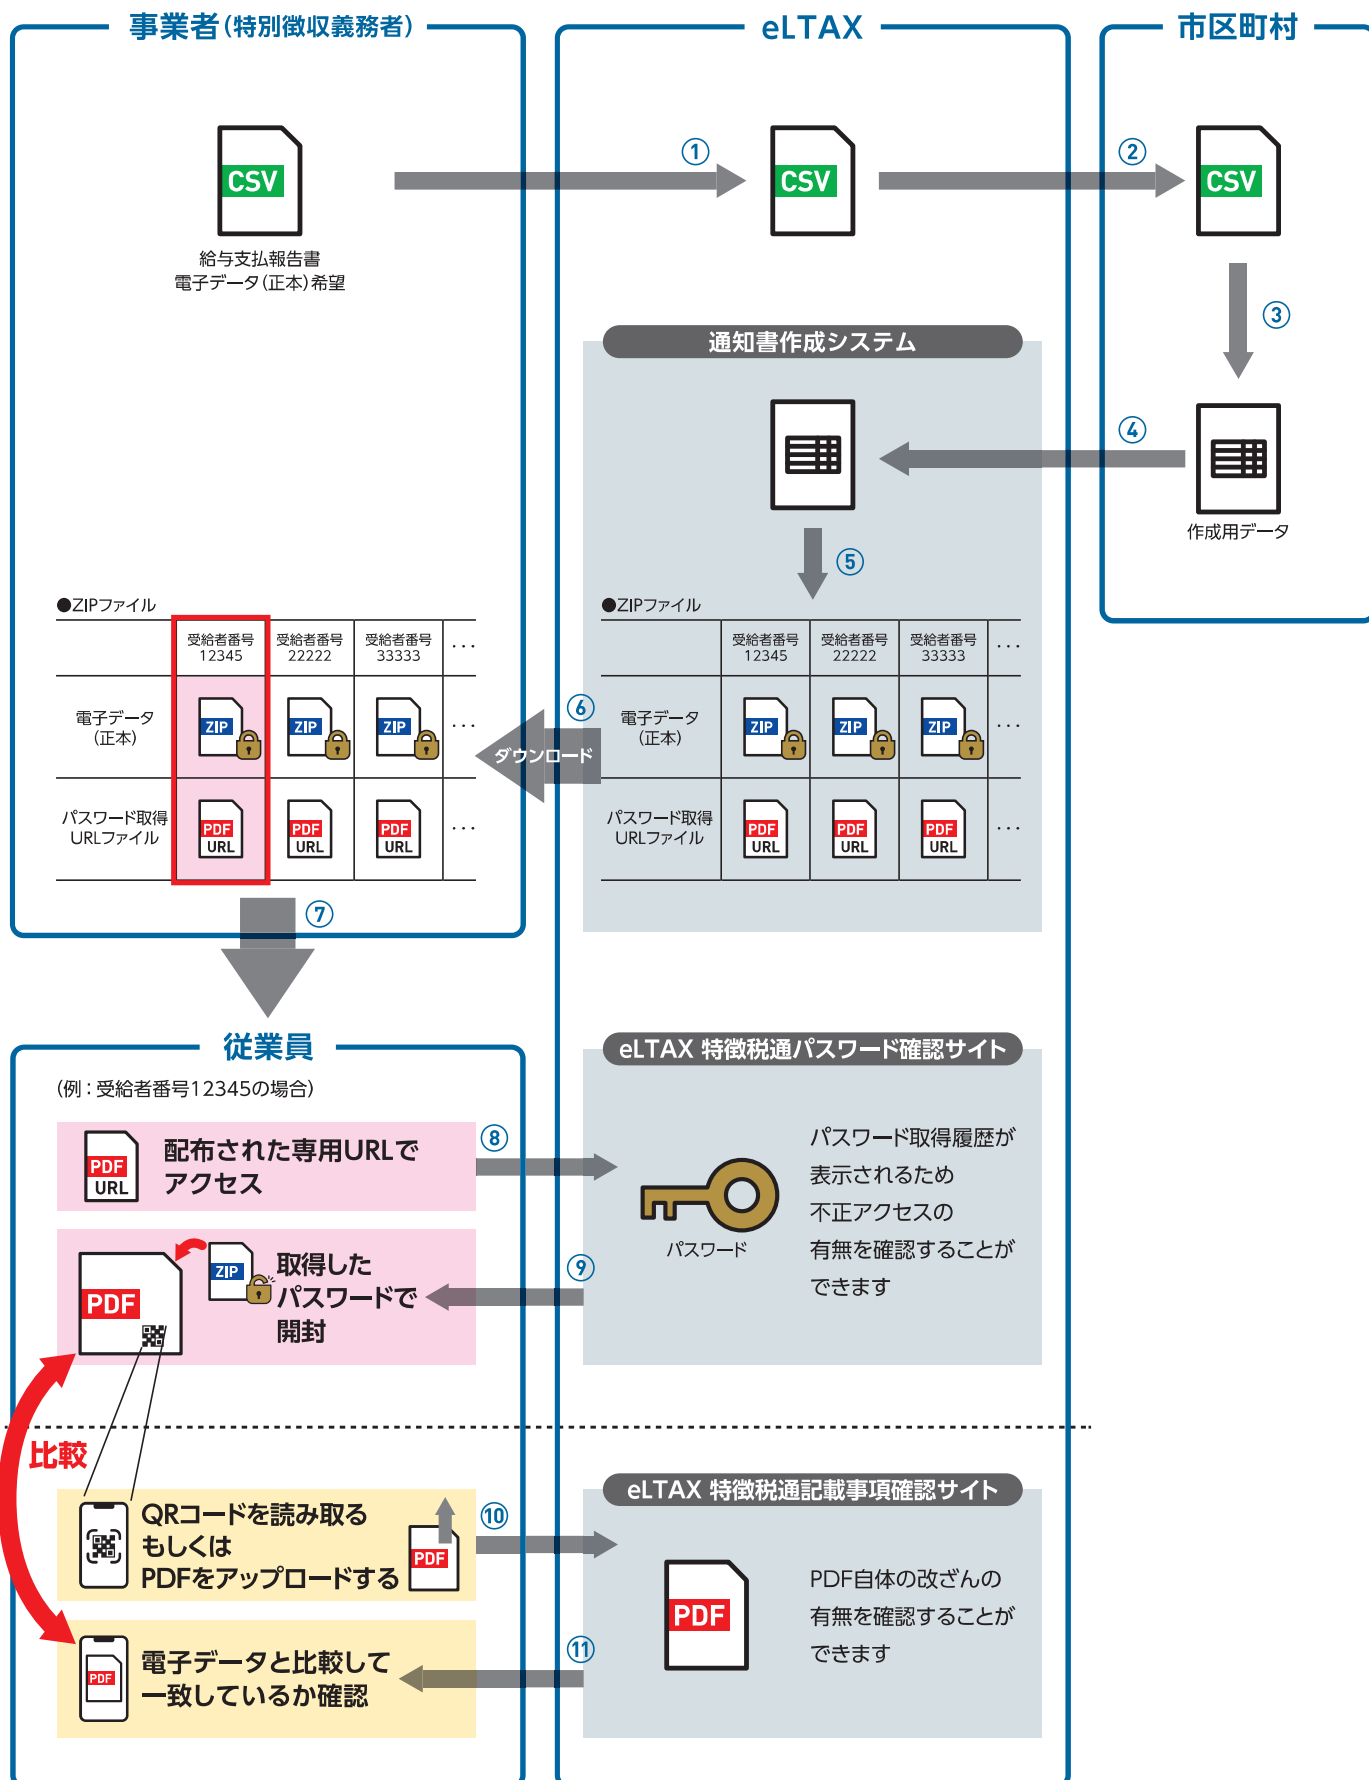 事業者(特別徴収義務者)
eLTAX
市区町村
①
②
CSV
CSV
CSV
給与支払報告書
電子データ(正本)希望
③
通知書作成システム
④
作成用データ
⑤
●ZIPファイル
受給者番号
12345
受給者番号
22222
受給者番号
33333
・・・
電子データ
(正本)
ZIP
ZIP
ZIP
・・・
パスワード取得
URLファイル
PDF
URL
PDF
URL
PDF
URL
・・・
⑥
ダウンロード
●ZIPファイル
受給者番号
12345
受給者番号
22222
受給者番号
33333
・・・
電子データ
(正本)
ZIP
ZIP
ZIP
・・・
パスワード取得
URLファイル
PDF
URL
PDF
URL
PDF
URL
・・・
⑦
従業員
(例：受給者番号12345の場合)
PDF
URL
配布された専用URLで
アクセス
⑧
eLTAX 特徴税通パスワード確認サイト
パスワード
パスワード取得履歴が
表示されるため
不正アクセスの
有無を確認することが
できます
PDF
ZIP
取得した
パスワードで
開封
⑨
比較
QRコードを読み取る
もしくは
PDFをアップロードする
PDF
⑩
eLTAX 特徴税通記載事項確認サイト
PDF
PDF自体の改ざんの
有無を確認することが
できます
PDF
電子データと比較して
一致しているか確認
⑪